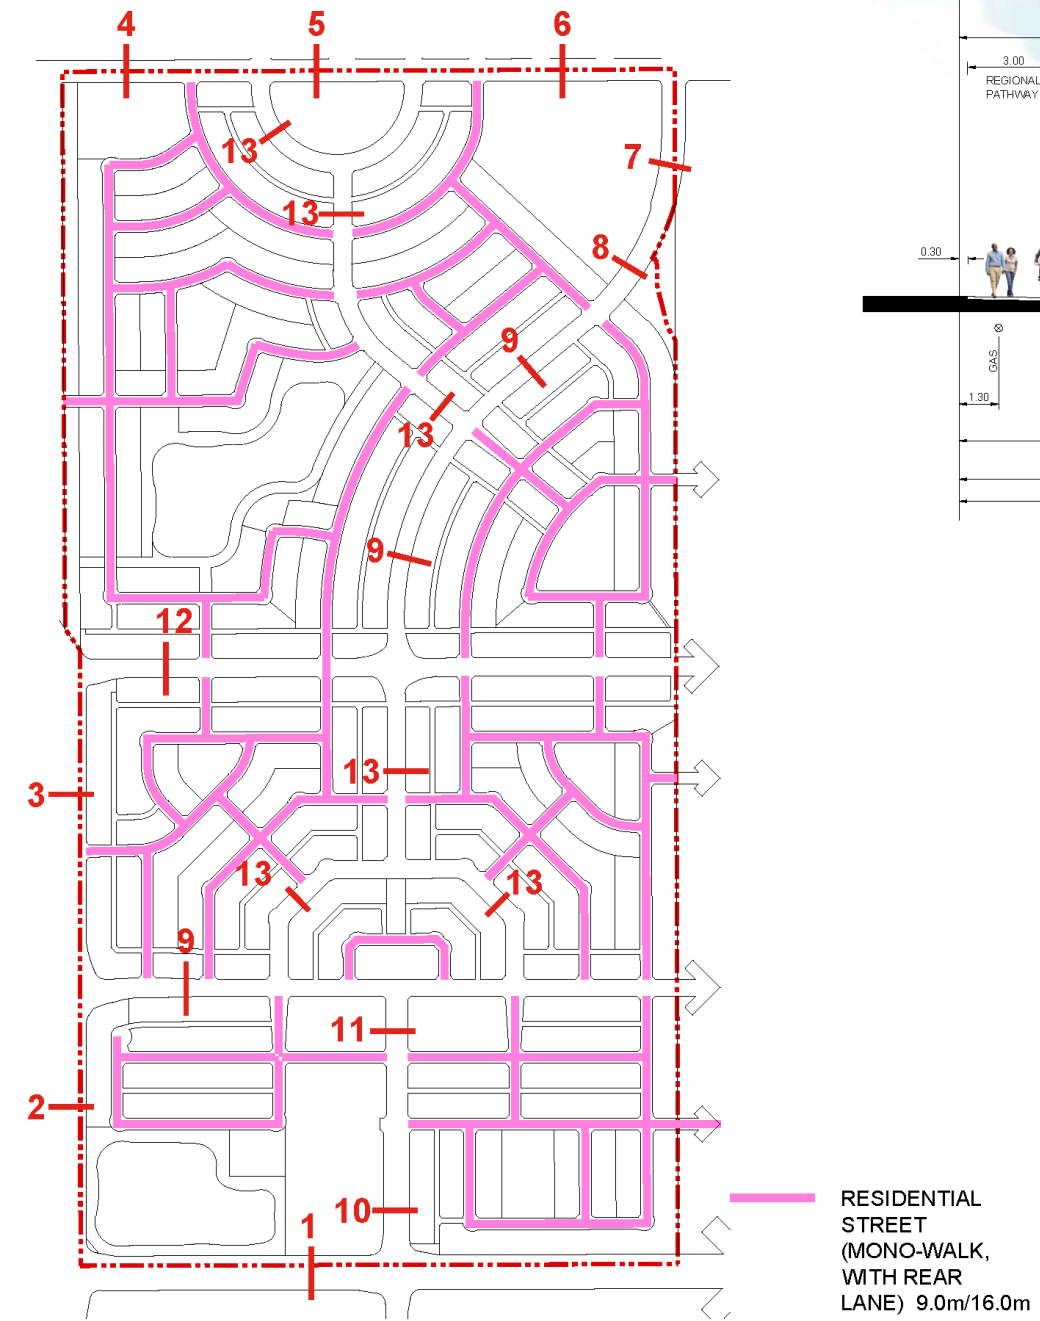 4
5
6
3.00
REGIONAL
PATHWAY
13
7
13
8
0.30
9
GAS
1.30
13
9
12
13
3
13
13
9
11
2
10
1
RESIDENTIAL
STREET
(MONO-WALK,
WITH REAR
LANE) 9.0m/16.0m